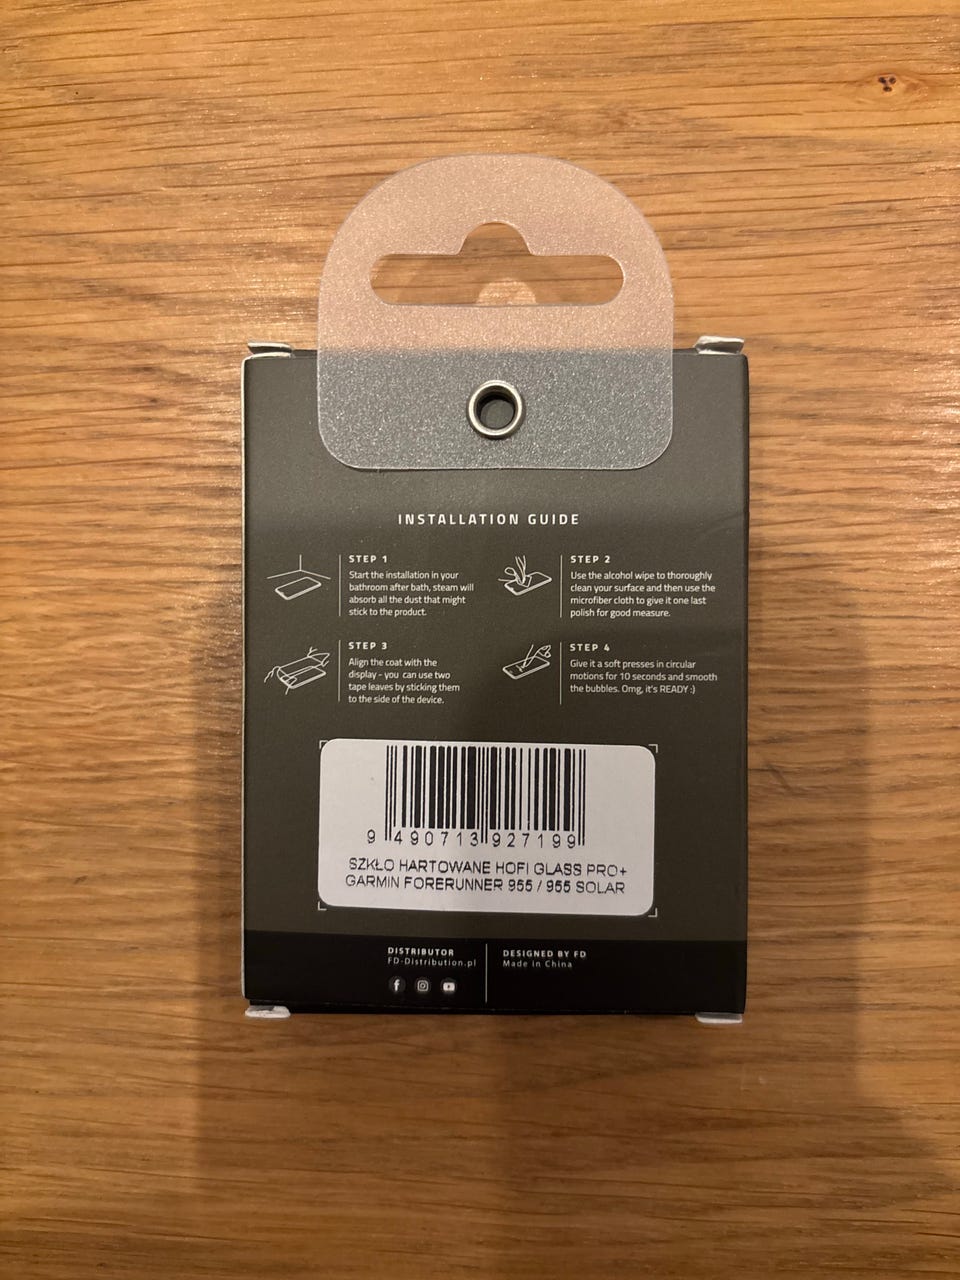 INSTALLATION GUIDE
STEP 1
Start the installation in your
bathroom after bath, steam will
absorb all the dust that might
stick to the product.
STEP 2
Use the alcohol wipe to thoroughly
clean your surface and then use the
microfiber cloth to give it one last
polish for good measure.
STEP 3
Align the coat with the
display - you can use two
tape leaves by sticking them
to the side of the device.
STEP 4
Give it a soft presses in circular
motions for 10 seconds and smooth
the bubbles. Omg, it's READY :)
9 490713 927199
SZKŁO HARTOWANE HOFI GLASS PRO+
GARMIN FORERUNNER 955 / 955 SOLAR
DISTRIBUTOR
FD-Distribution.pl
DESIGNED BY FD
Made in China